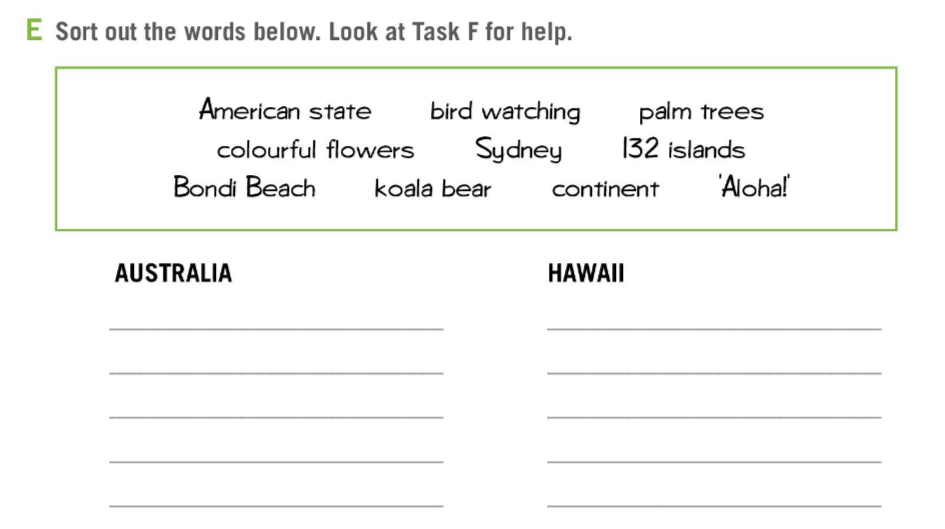 E Sort out the words below. Look at Task F for help.
American state bird watching palm trees
colourful flowers Sydney 132 islands
Bondi Beach koala bear continent 'Aloha!'
AUSTRALIA HAWAII